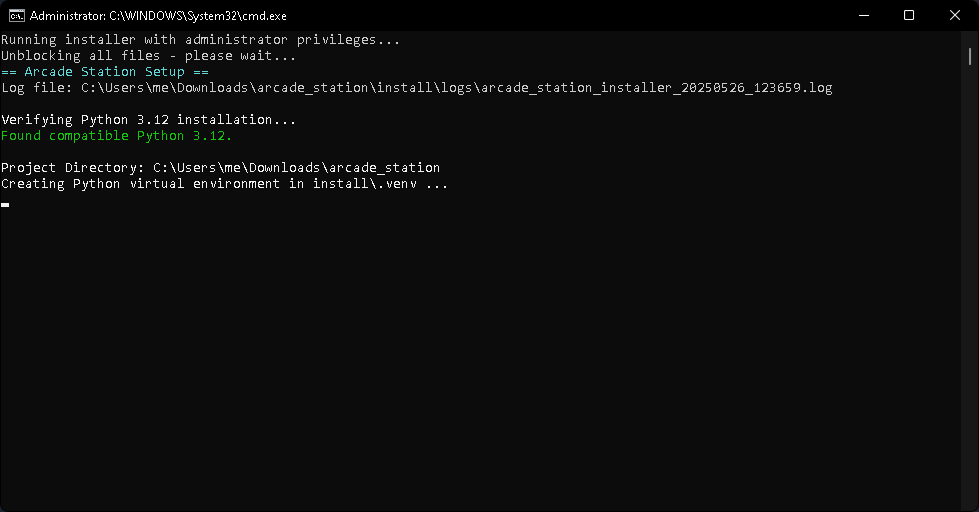 Administrator: C:\WINDOWS\System32\cmd.exe
Running installer with administrator privileges...
Unblocking all files - please wait...
== Arcade Station Setup ==
Log file: C:\Users\me\Downloads\arcade_station\install\logs\arcade_station_installer_20250526_123659.log
Verifying Python 3.12 installation...
Found compatible Python 3.12.
Project Directory: C:\Users\me\Downloads\arcade_station
Creating Python virtual environment in install\.venv ...